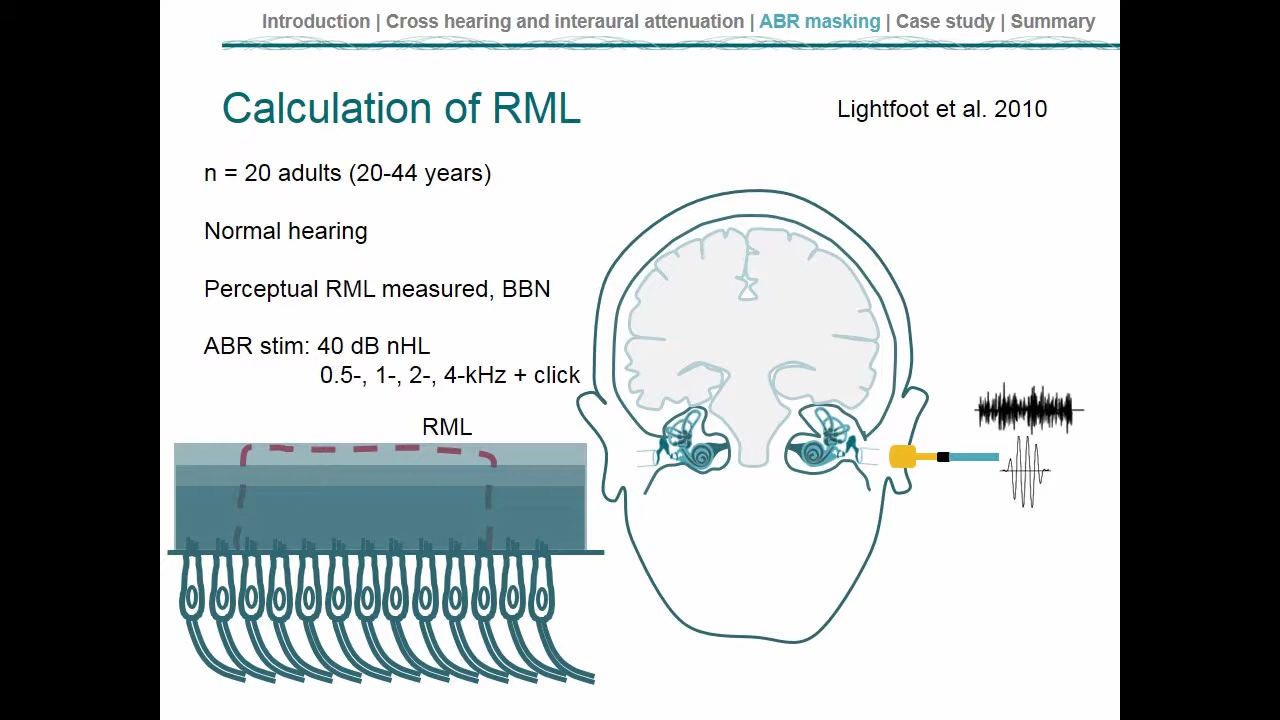 Introduction | Cross hearing and interaural attenuation | ABR masking | Case study | Summary
Calculation of RML
Lightfoot et al. 2010
n = 20 adults (20-44 years)
Normal hearing
Perceptual RML measured, BBN
ABR stim: 40 dB nHL
0.5-, 1-, 2-, 4-kHz + click
RML